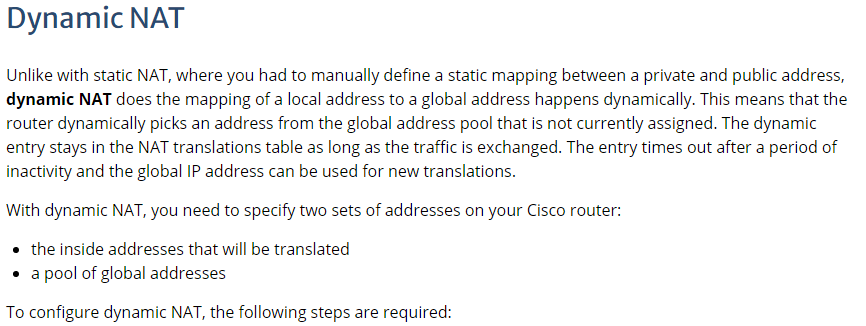 Dynamic NAT
Unlike with static NAT, where you had to manually define a static mapping between a private and public address,
dynamic NAT does the mapping of a local address to a global address happens dynamically. This means that the
router dynamically picks an address from the global address pool that is not currently assigned. The dynamic
entry stays in the NAT translations table as long as the traffic is exchanged. The entry times out after a period of
inactivity and the global IP address can be used for new translations.
With dynamic NAT, you need to specify two sets of addresses on your Cisco router:
• the inside addresses that will be translated
• a pool of global addresses
To configure dynamic NAT, the following steps are required: